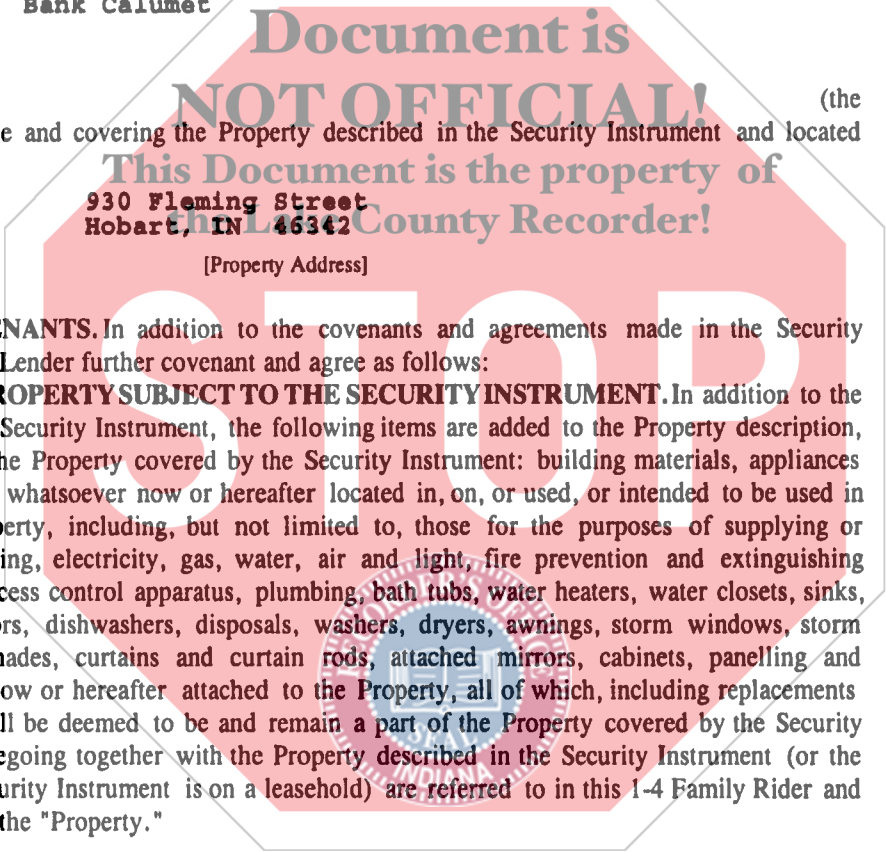 Bank Calumet
Document is
NOT OFFICIAL!
(the
e and covering the Property described in the Security Instrument and located
This Document is the property of
the Lake County Recorder!
930 Fleming Street
Hobart, IN 46342
[Property Address]
STOP
NANTS. In addition to the covenants and agreements made in the Security
Lender further covenant and agree as follows:
ROPERTY SUBJECT TO THE SECURITY INSTRUMENT. In addition to the
Security Instrument, the following items are added to the Property description,
he Property covered by the Security Instrument: building materials, appliances
whatsoever now or hereafter located in, on, or used, or intended to be used in
erty, including, but not limited to, those for the purposes of supplying or
ing, electricity, gas, water, air and light, fire prevention and extinguishing
cess control apparatus, plumbing, bath tubs, water heaters, water closets, sinks,
ors, dishwashers, disposals, washers, dryers, awnings, storm windows, storm
hades, curtains and curtain rods, attached mirrors, cabinets, panelling and
ow or hereafter attached to the Property, all of which, including replacements
ll be deemed to be and remain a part of the Property covered by the Security
egoing together with the Property described in the Security Instrument (or the
urity Instrument is on a leasehold) are referred to in this 1-4 Family Rider and
the "Property."
RECORDER'S OFFICE
SEAL
INDIANA